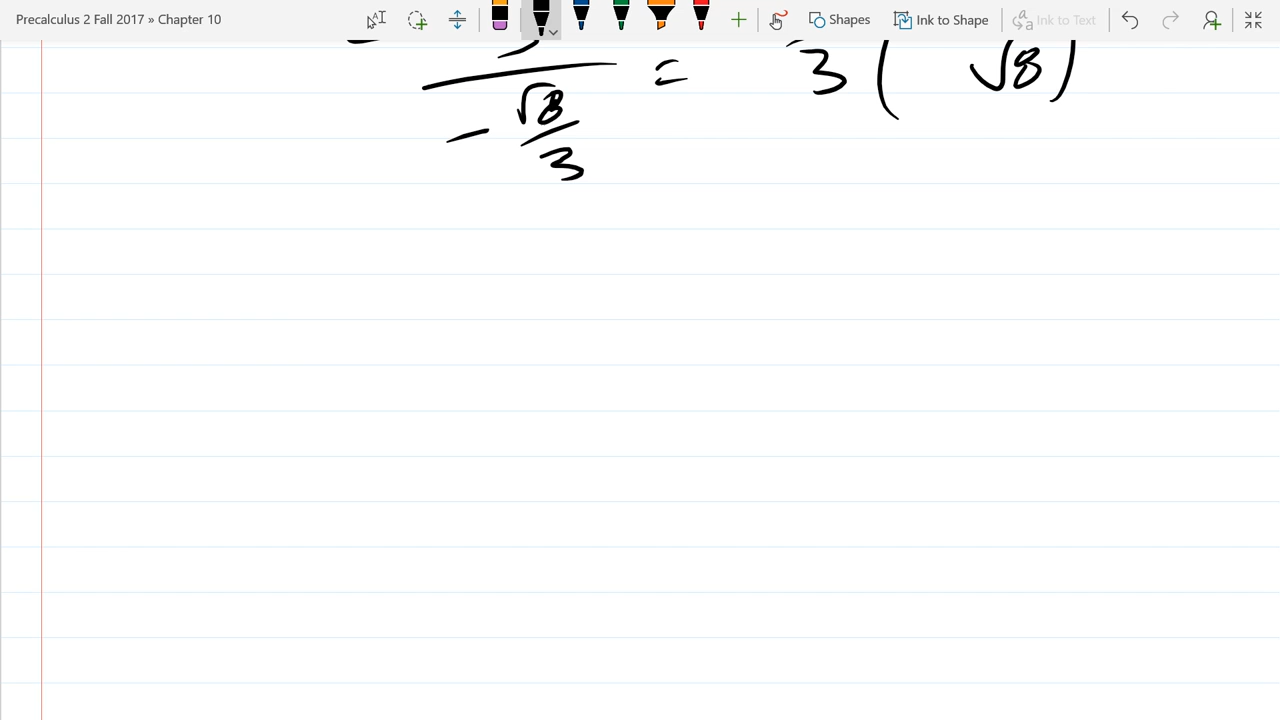 Precalculus 2 Fall 2017 » Chapter 10
Shapes
Ink to Shape
Ink to Text
= 3 ( √8 )
- √8
3